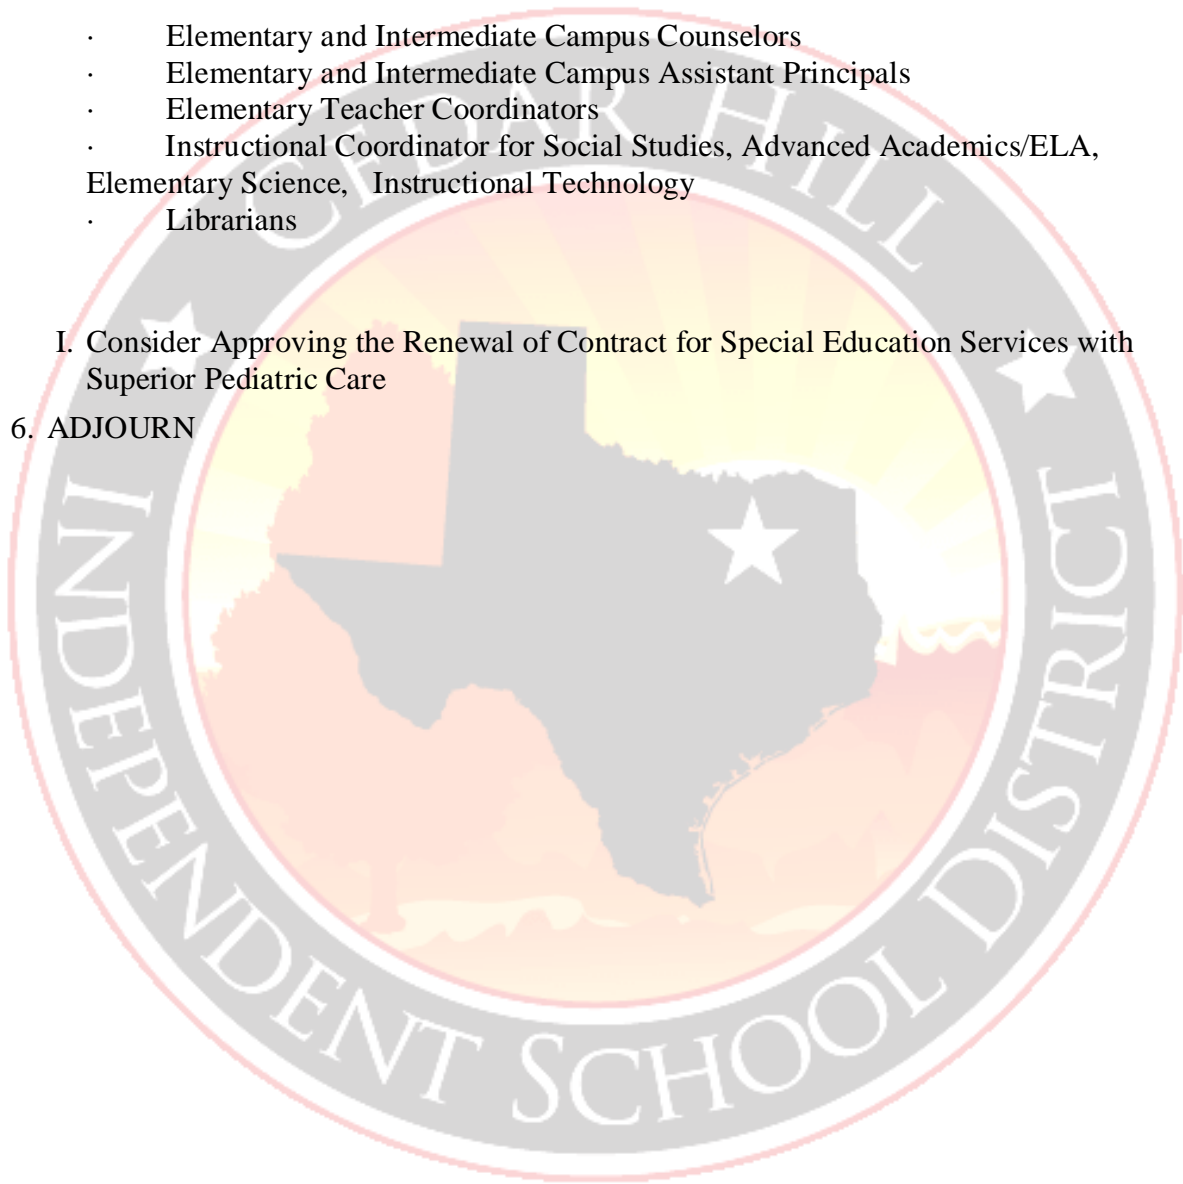 · Elementary and Intermediate Campus Counselors
· Elementary and Intermediate Campus Assistant Principals
· Elementary Teacher Coordinators
· Instructional Coordinator for Social Studies, Advanced Academics/ELA,
Elementary Science, Instructional Technology
· Librarians
I. Consider Approving the Renewal of Contract for Special Education Services with
Superior Pediatric Care
6. ADJOURN
CEDAR HILL
INDEPENDENT SCHOOL DISTRICT